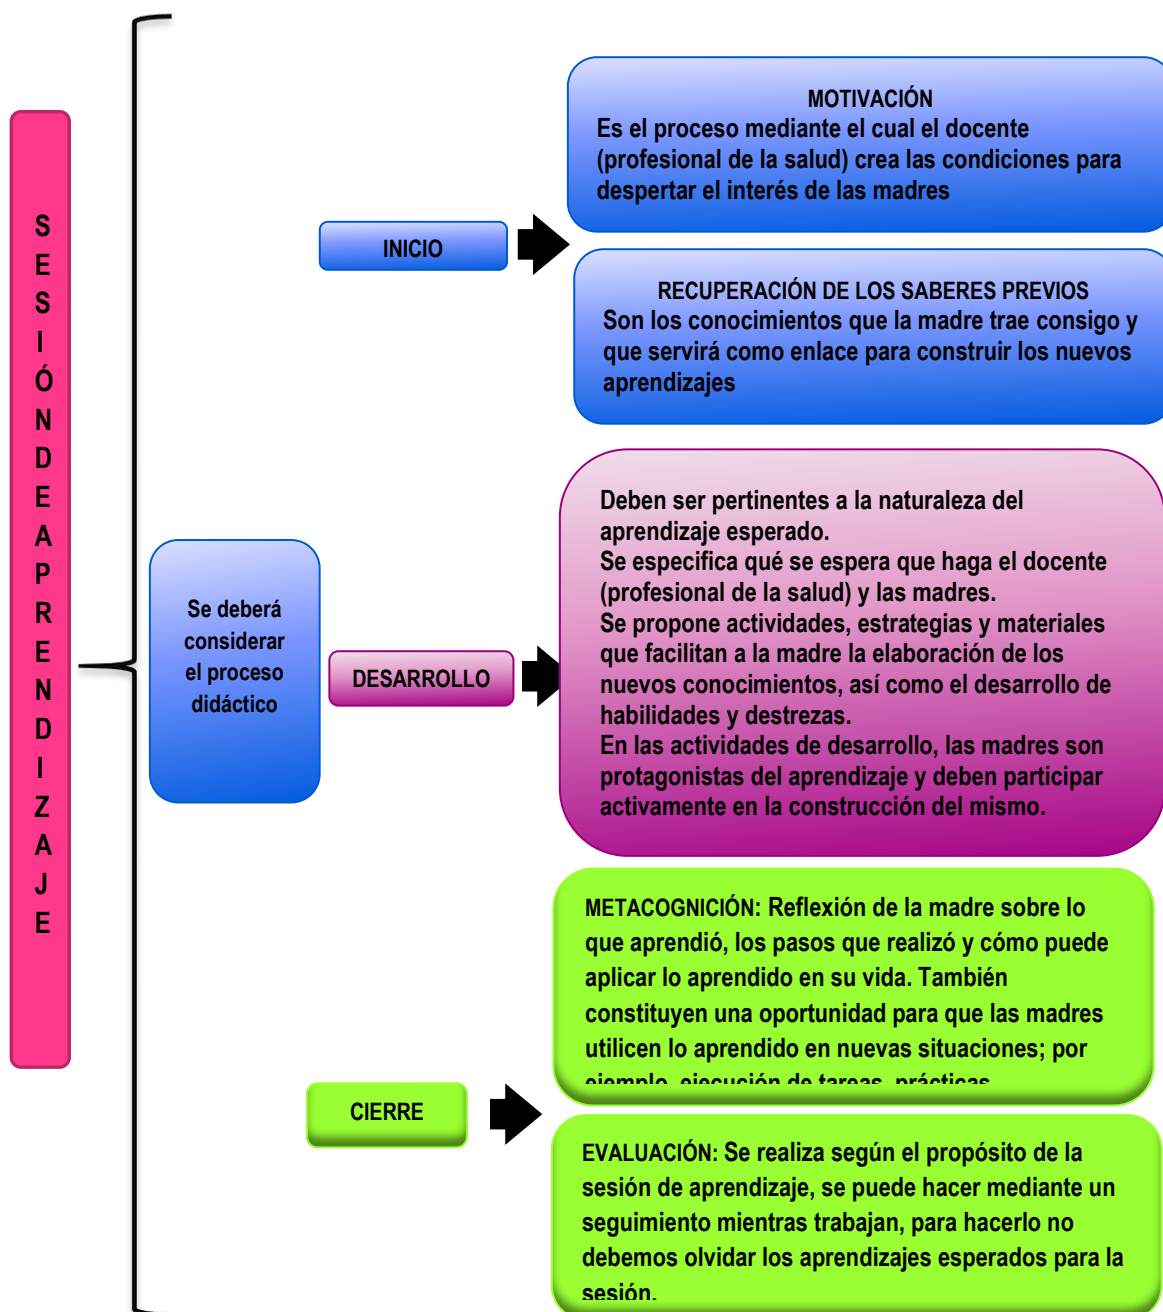 S
E
S
I
Ó
N
D
E
A
P
R
E
N
D
I
Z
A
J
E
Se deberá
considerar
el proceso
didáctico
INICIO
MOTIVACIÓN
Es el proceso mediante el cual el docente
(profesional de la salud) crea las condiciones para
despertar el interés de las madres
RECUPERACIÓN DE LOS SABERES PREVIOS
Son los conocimientos que la madre trae consigo y
que servirá como enlace para construir los nuevos
aprendizajes
DESARROLLO
Deben ser pertinentes a la naturaleza del
aprendizaje esperado.
Se especifica qué se espera que haga el docente
(profesional de la salud) y las madres.
Se propone actividades, estrategias y materiales
que facilitan a la madre la elaboración de los
nuevos conocimientos, así como el desarrollo de
habilidades y destrezas.
En las actividades de desarrollo, las madres son
protagonistas del aprendizaje y deben participar
activamente en la construcción del mismo.
CIERRE
METACOGNICIÓN: Reflexión de la madre sobre lo
que aprendió, los pasos que realizó y cómo puede
aplicar lo aprendido en su vida. También
constituyen una oportunidad para que las madres
utilicen lo aprendido en nuevas situaciones; por
ejemplo, ejecución de tareas, prácticas
EVALUACIÓN: Se realiza según el propósito de la
sesión de aprendizaje, se puede hacer mediante un
seguimiento mientras trabajan, para hacerlo no
debemos olvidar los aprendizajes esperados para la
sesión.